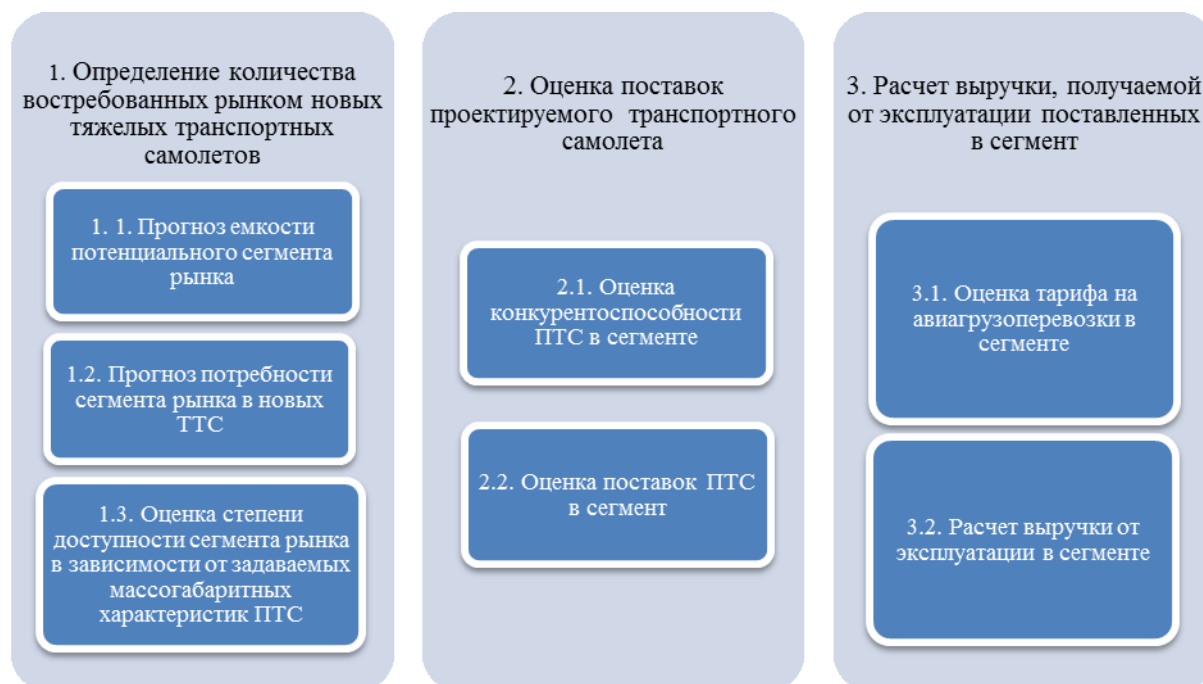 1. Определение количества
востребованных рынком новых
тяжелых транспортных
самолетов
1. 1. Прогноз емкости
потенциального сегмента
рынка
1.2. Прогноз потребности
сегмента рынка в новых
ТТС
1.3. Оценка степени
доступности сегмента рынка
в зависимости от задаваемых
массогабаритных
характеристик ПТС
2. Оценка поставок
проектируемого транспортного
самолета
2.1. Оценка
конкурентоспособности
ПТС в сегменте
2.2. Оценка поставок ПТС
в сегмент
3. Расчет выручки, получаемой
от эксплуатации поставленных
в сегмент
3.1. Оценка тарифа на
авиагрузоперевозки в
сегменте
3.2. Расчет выручки от
эксплуатации в сегменте